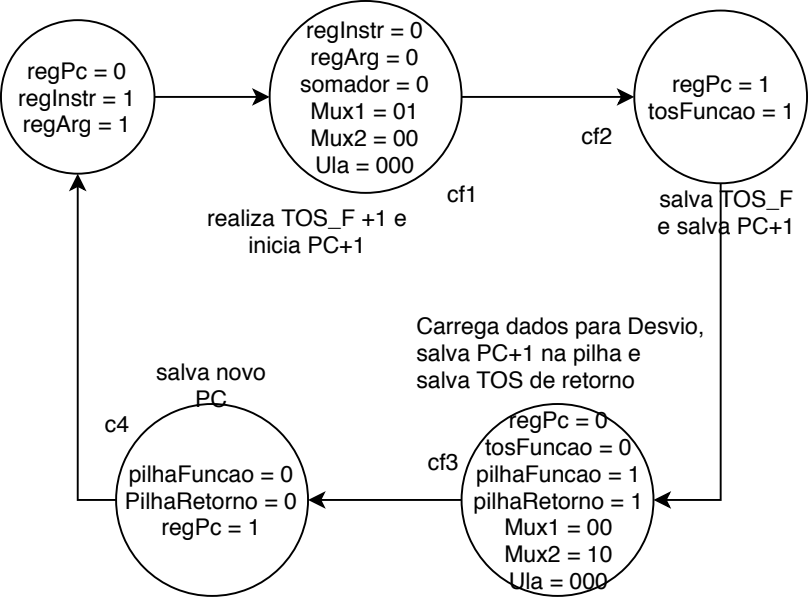 regPc = 0
regInstr = 1
regArg = 1
regInstr = 0
regArg = 0
somador = 0
Mux1 = 01
Mux2 = 00
Ula = 000
cf1
realiza TOS_F +1 e
inicia PC+1
regPc = 1
tosFuncao = 1
cf2
salva TOS_F
e salva PC+1
Carrega dados para Desvio,
salva PC+1 na pilha e
salva TOS de retorno
regPc = 0
tosFuncao = 0
pilhaFuncao = 1
pilhaRetorno = 1
Mux1 = 00
Mux2 = 10
Ula = 000
cf3
salva novo
PC
c4
pilhaFuncao = 0
PilhaRetorno = 0
regPc = 1